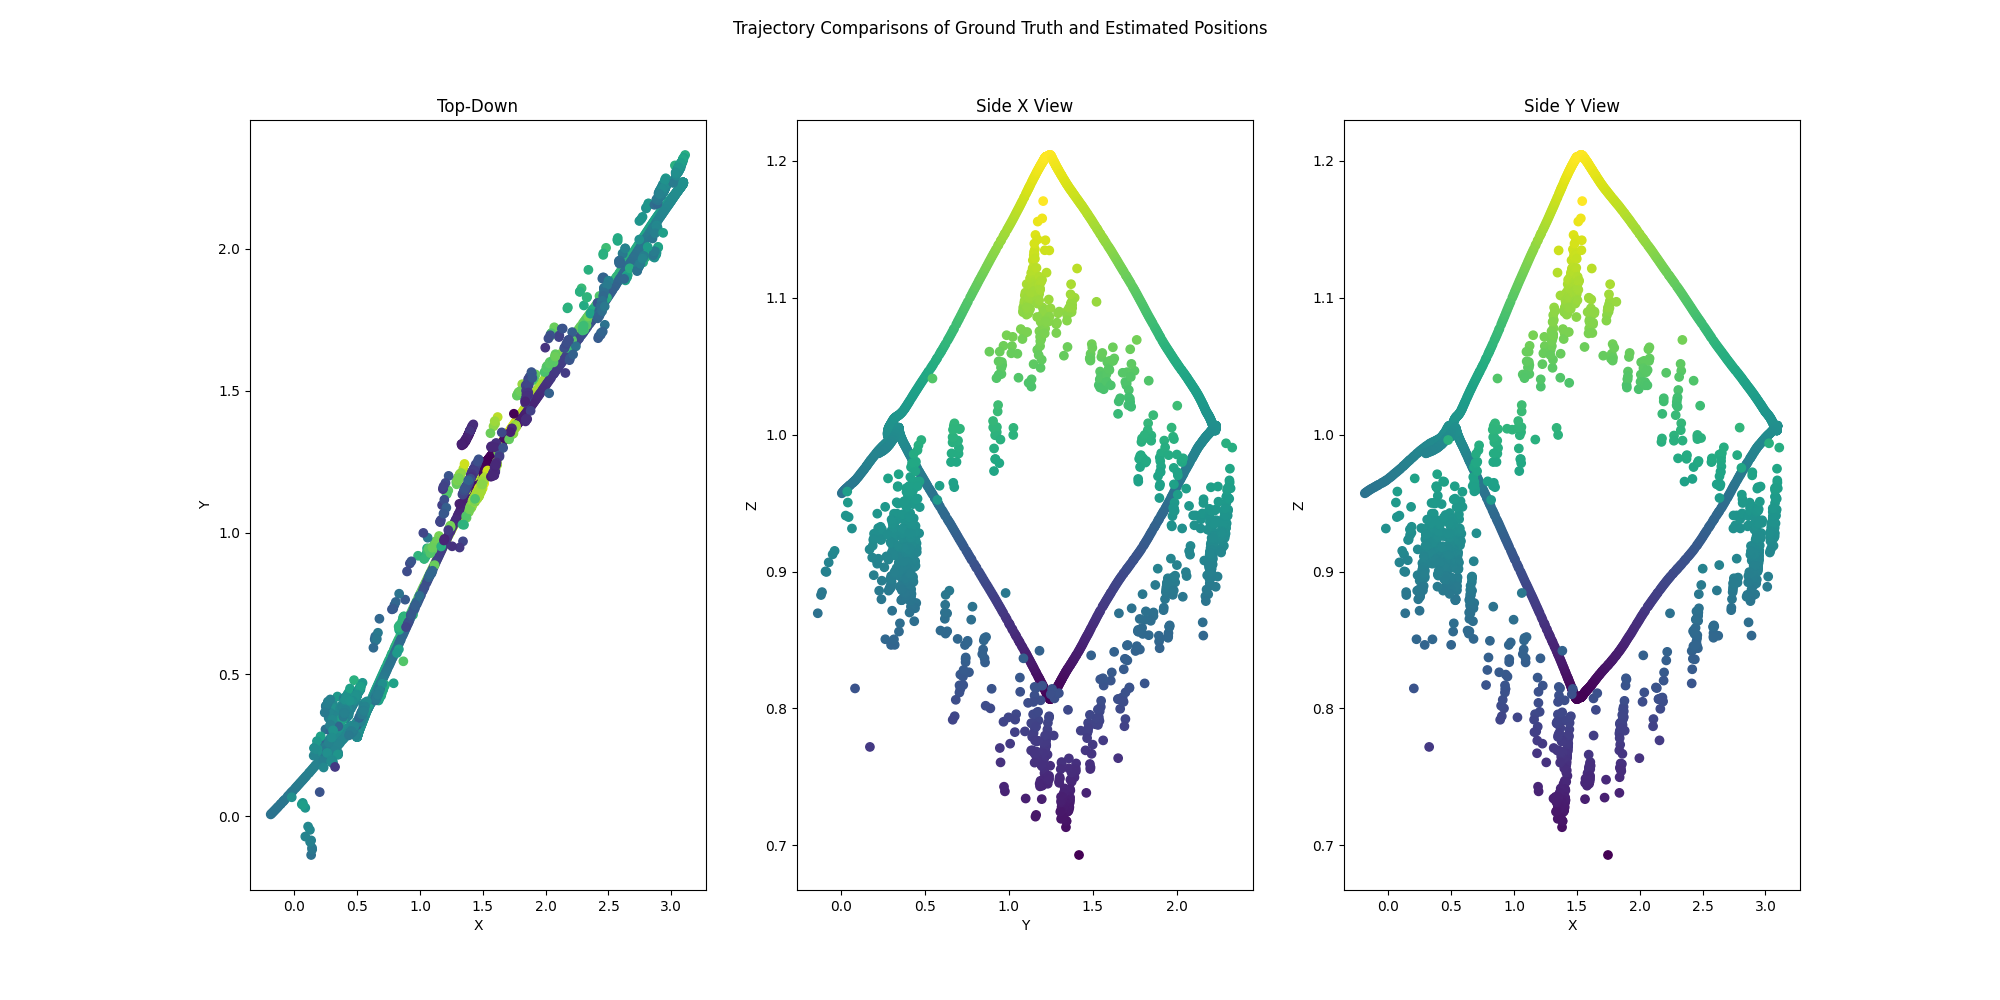 Trajectory Comparisons of Ground Truth and Estimated Positions
Top-Down
Y
2.0
1.5
1.0
0.5
0.0
0.0 0.5 1.0 1.5 2.0 2.5 3.0
X
Side X View
Z
1.2
1.1
1.0
0.9
0.8
0.7
0.0 0.5 1.0 1.5 2.0
Y
Side Y View
Z
1.2
1.1
1.0
0.9
0.8
0.7
0.0 0.5 1.0 1.5 2.0 2.5 3.0
X